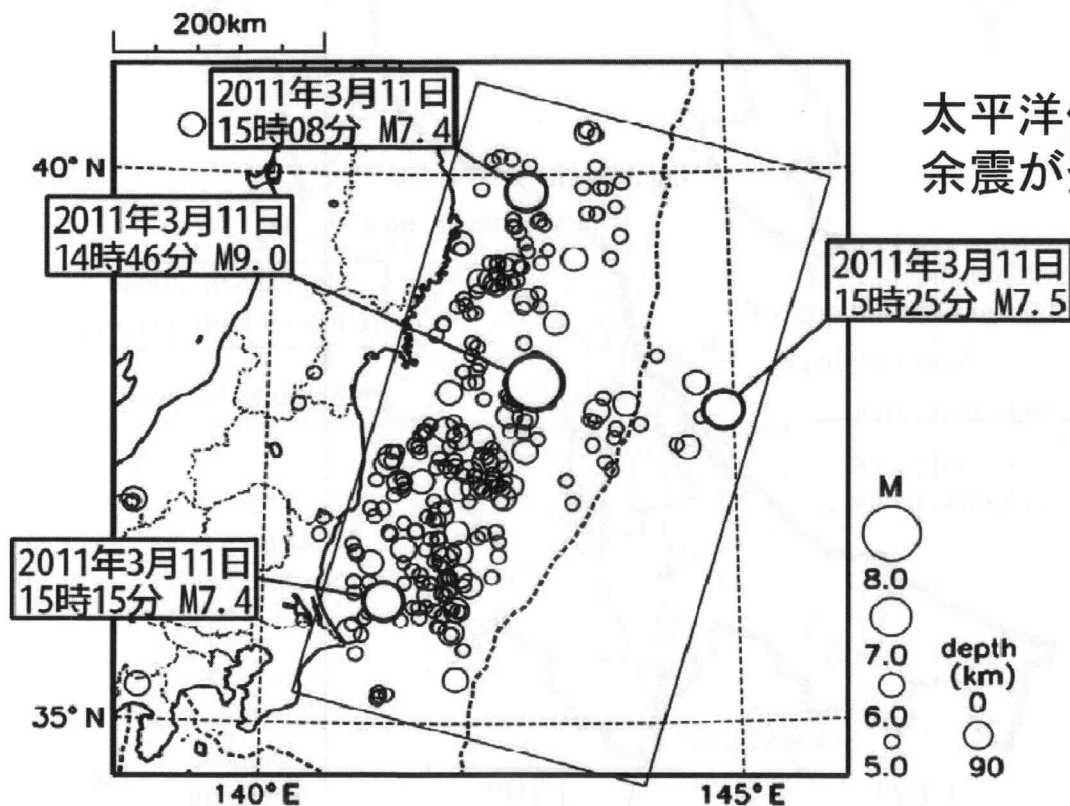 200km
2011年3月11日
15時08分 M7.4
太平洋
余震が
40°N
2011年3月11日
14時46分 M9.0
2011年3月11日
15時25分 M7.5
M
2011年3月11日
15時15分 M7.4
8.0
7.0
depth
(km)
6.0
0
35°N
5.0
90
140°E
145°E